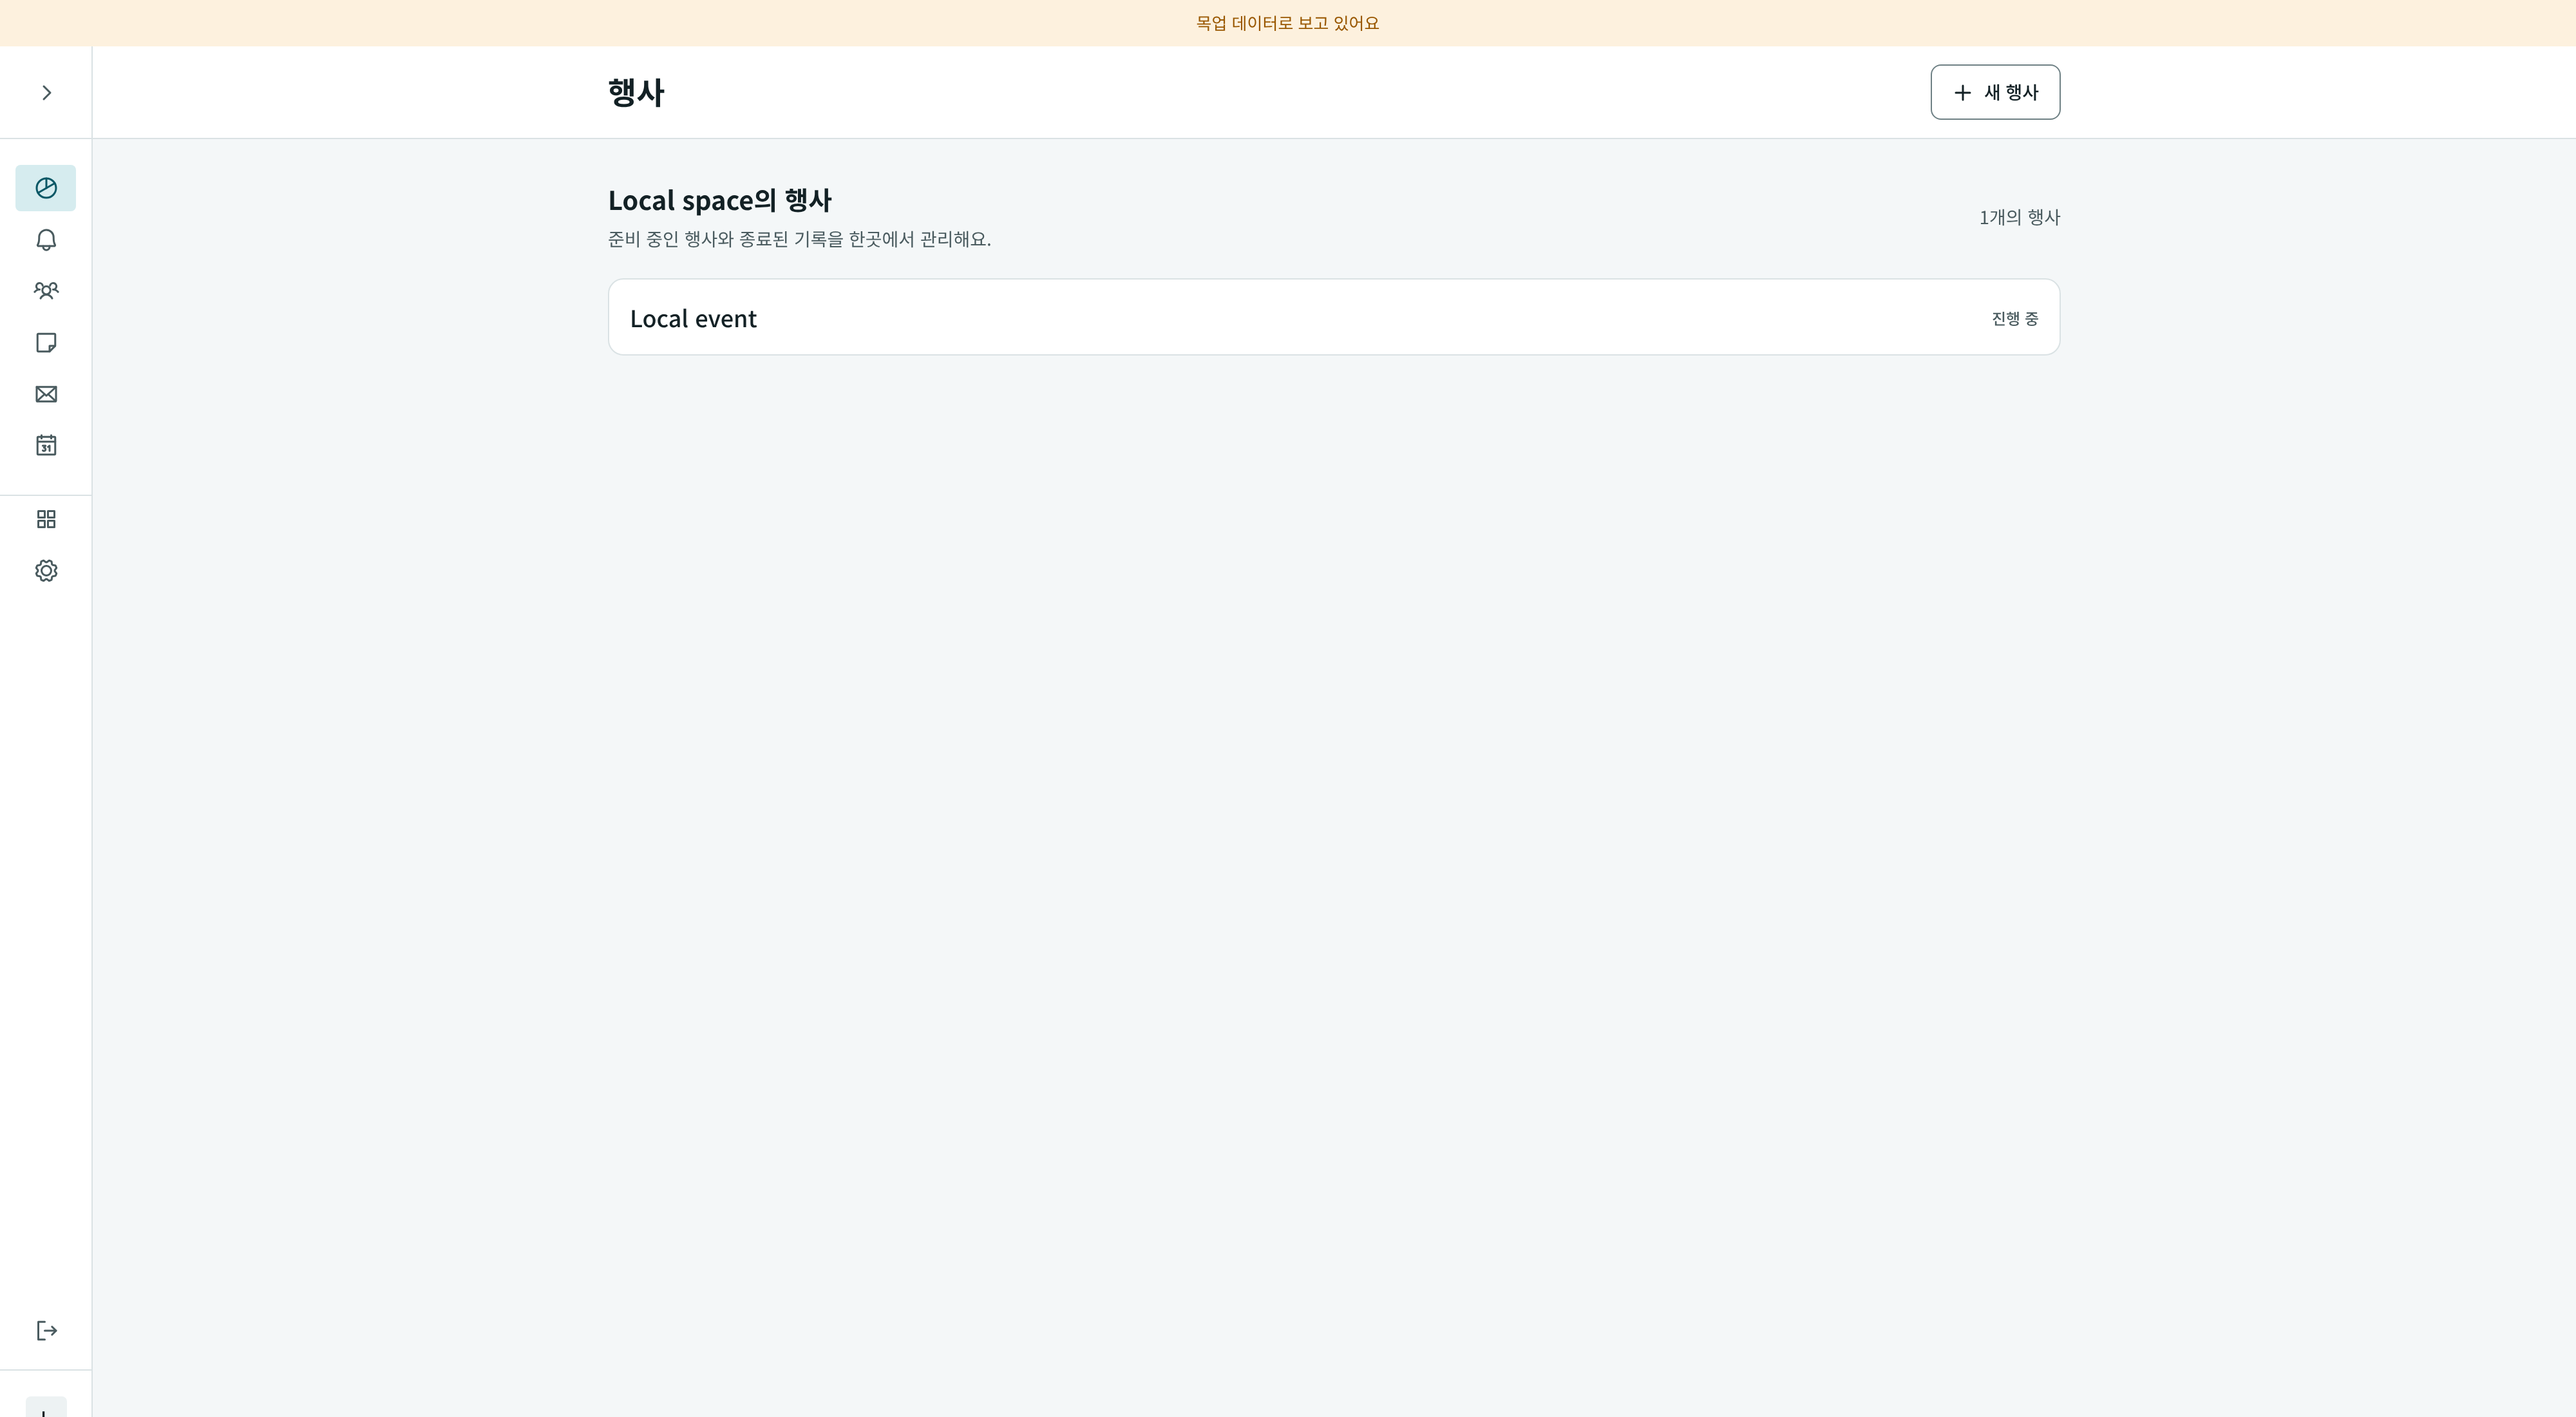 목업 데이터로 보고 있어요
행사
새 행사
Local space의 행사
준비 중인 행사와 종료된 기록을 한곳에서 관리해요.
1개의 행사
Local event
진행 중
31